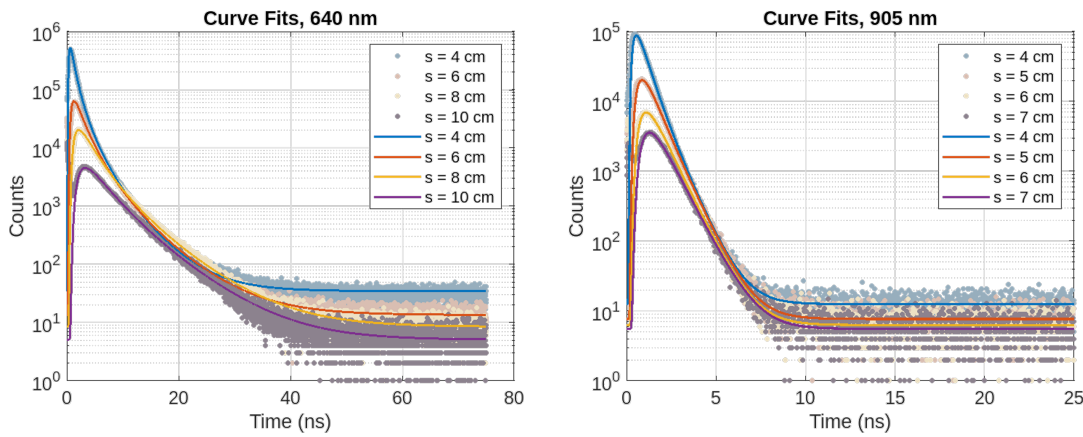 Curve Fits, 640 nm
10^6
10^5
10^4
10^3
10^2
10^1
10^0
Counts
0 20 40 60 80
Time (ns)
s = 4 cm
s = 6 cm
s = 8 cm
s = 10 cm
s = 4 cm
s = 6 cm
s = 8 cm
s = 10 cm
Curve Fits, 905 nm
10^5
10^4
10^3
10^2
10^1
10^0
Counts
0 5 10 15 20 25
Time (ns)
s = 4 cm
s = 5 cm
s = 6 cm
s = 7 cm
s = 4 cm
s = 5 cm
s = 6 cm
s = 7 cm